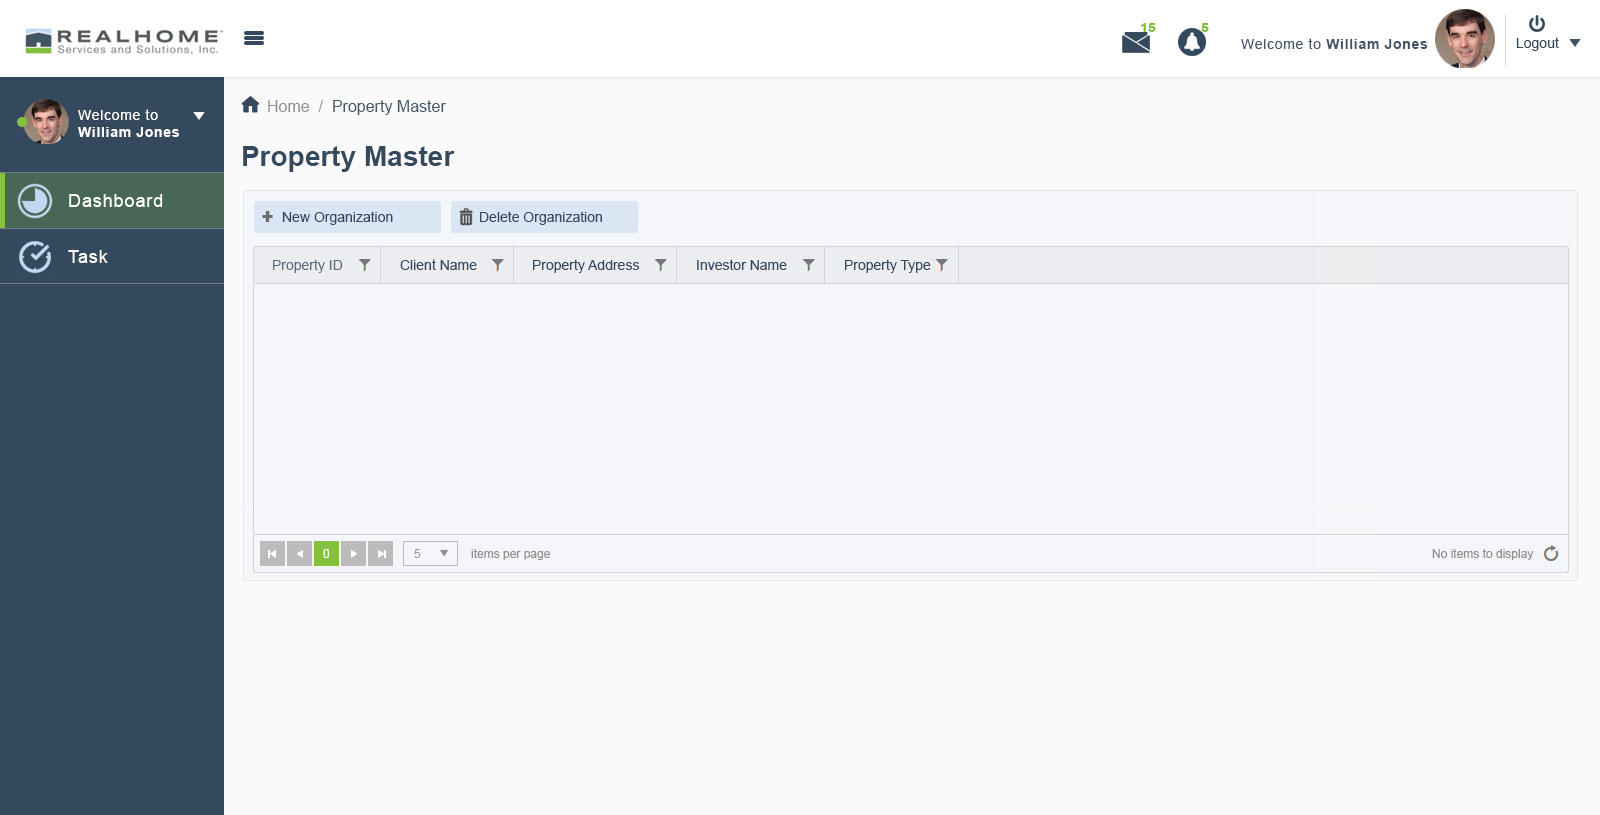 REALHOME
Services and Solutions, Inc.
15
5
Welcome to William Jones
Logout
Welcome to
William Jones
Dashboard
Task
Home / Property Master
Property Master
New Organization
Delete Organization
Property ID
Client Name
Property Address
Investor Name
Property Type
0
5
items per page
No items to display